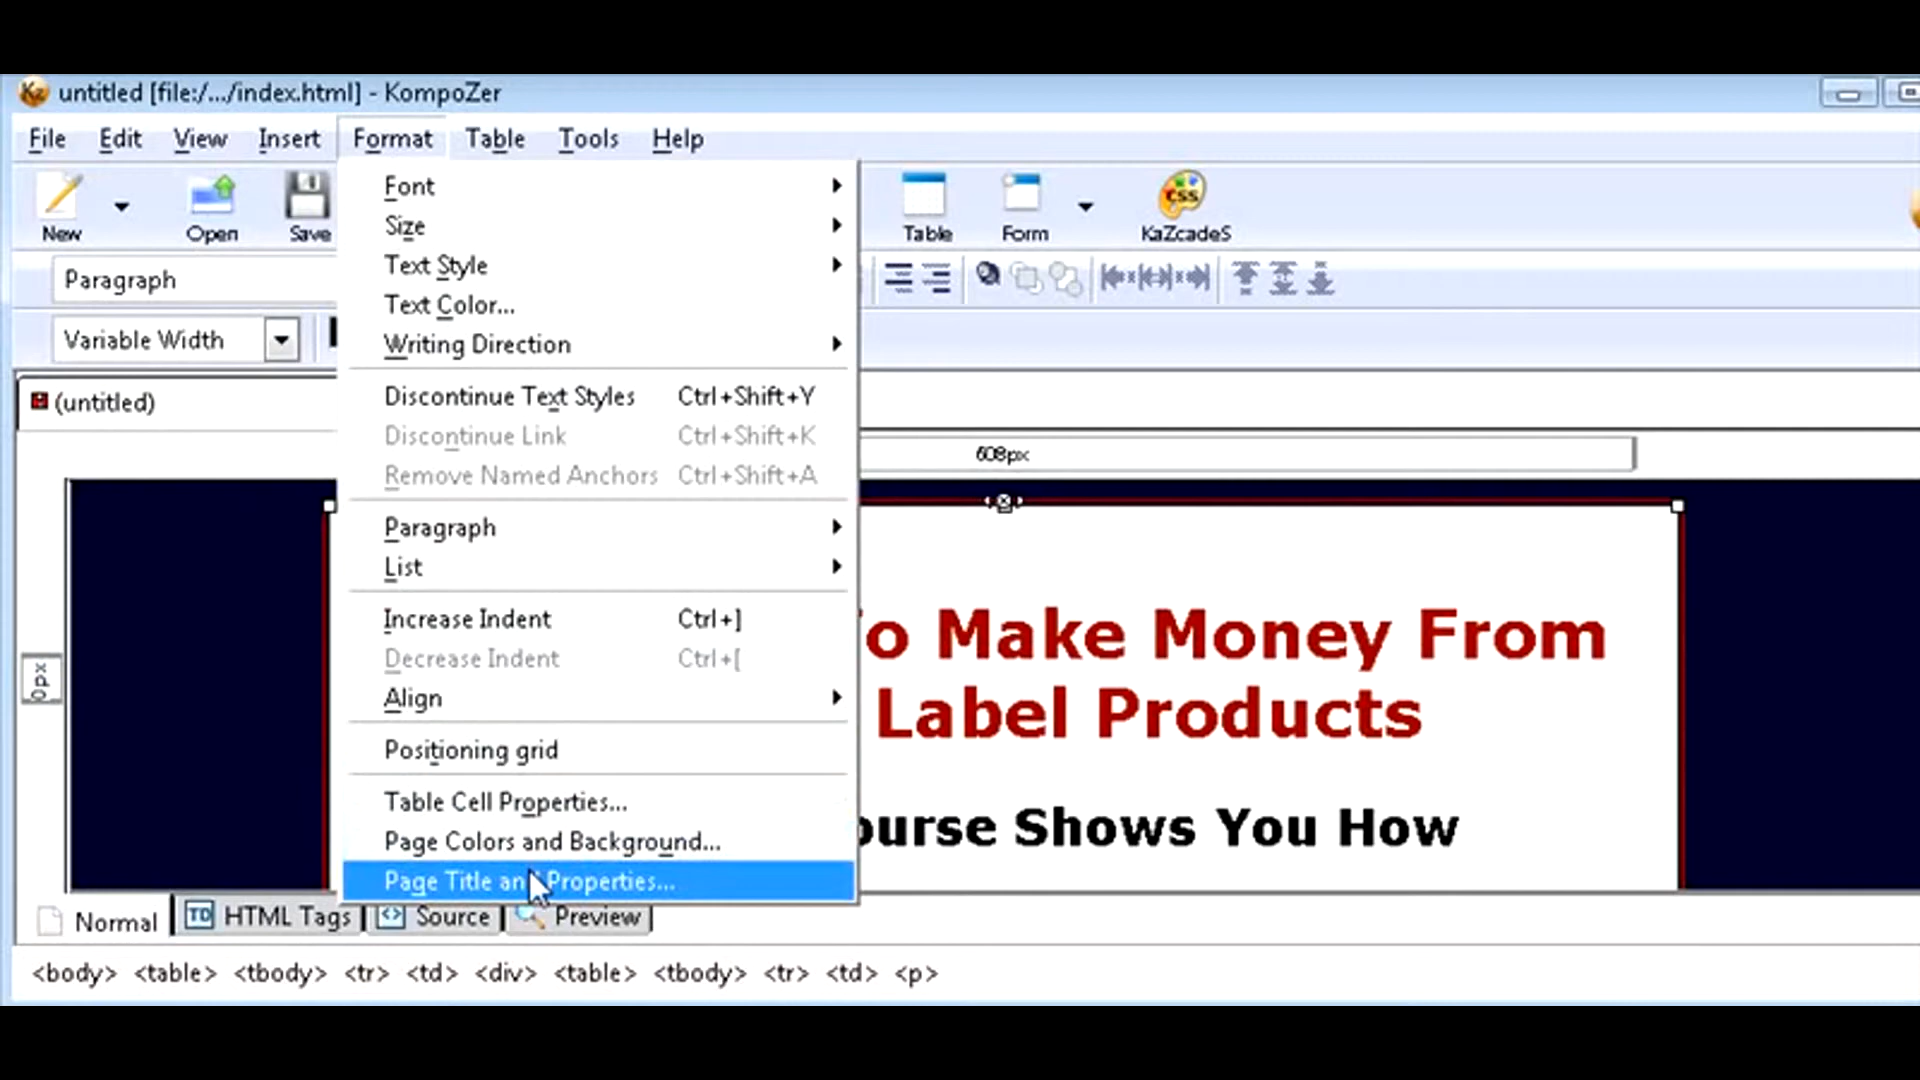 untitled [file:/.../index.html] - KompoZer
File Edit View Insert Format Table Tools Help
New Open Save Table Form KaZcadeS
CSS
Paragraph
Variable Width
(untitled)
Font
Size
Text Style
Text Color...
Writing Direction
Discontinue Text Styles Ctrl+Shift+Y
Discontinue Link Ctrl+Shift+K
Remove Named Anchors Ctrl+Shift+A
Paragraph
List
Increase Indent Ctrl+]
Decrease Indent Ctrl+[
Align
Positioning grid
Table Cell Properties...
Page Colors and Background...
Page Title and Properties...
608px
0px
o Make Money From
Label Products
ourse Shows You How
Normal HTML Tags Source Preview
<body> <table> <tbody> <tr> <td> <div> <table> <tbody> <tr> <td> <p>